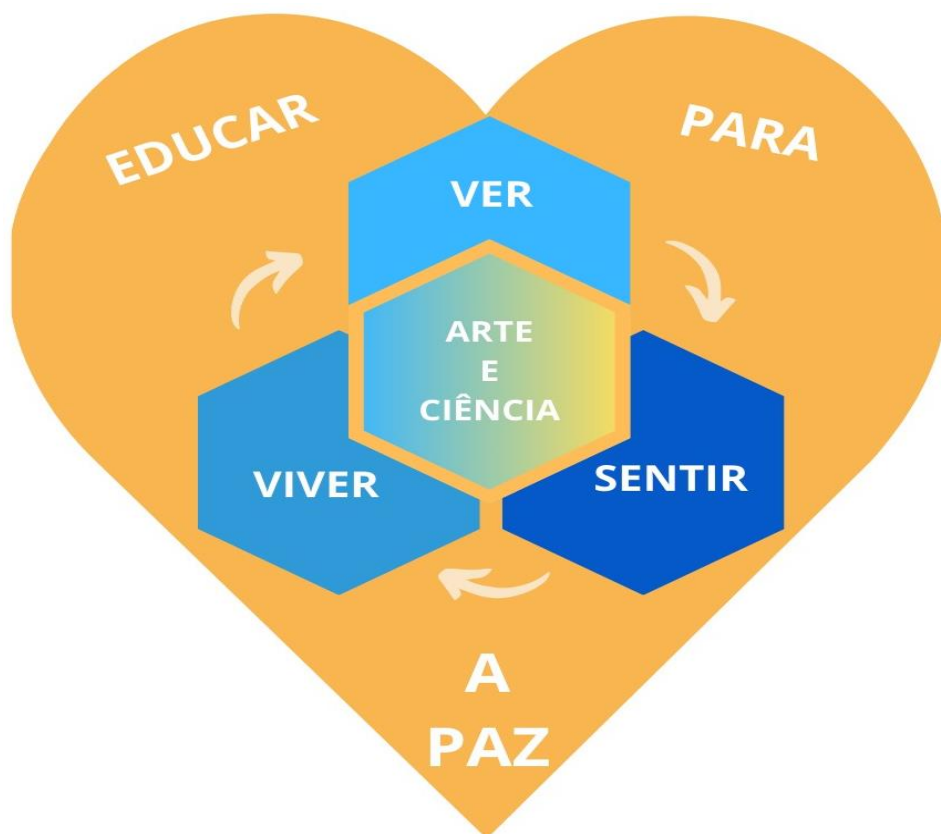 EDUCAR
PARA
VER
ARTE
E
CIÊNCIA
VIVER
SENTIR
A
PAZ